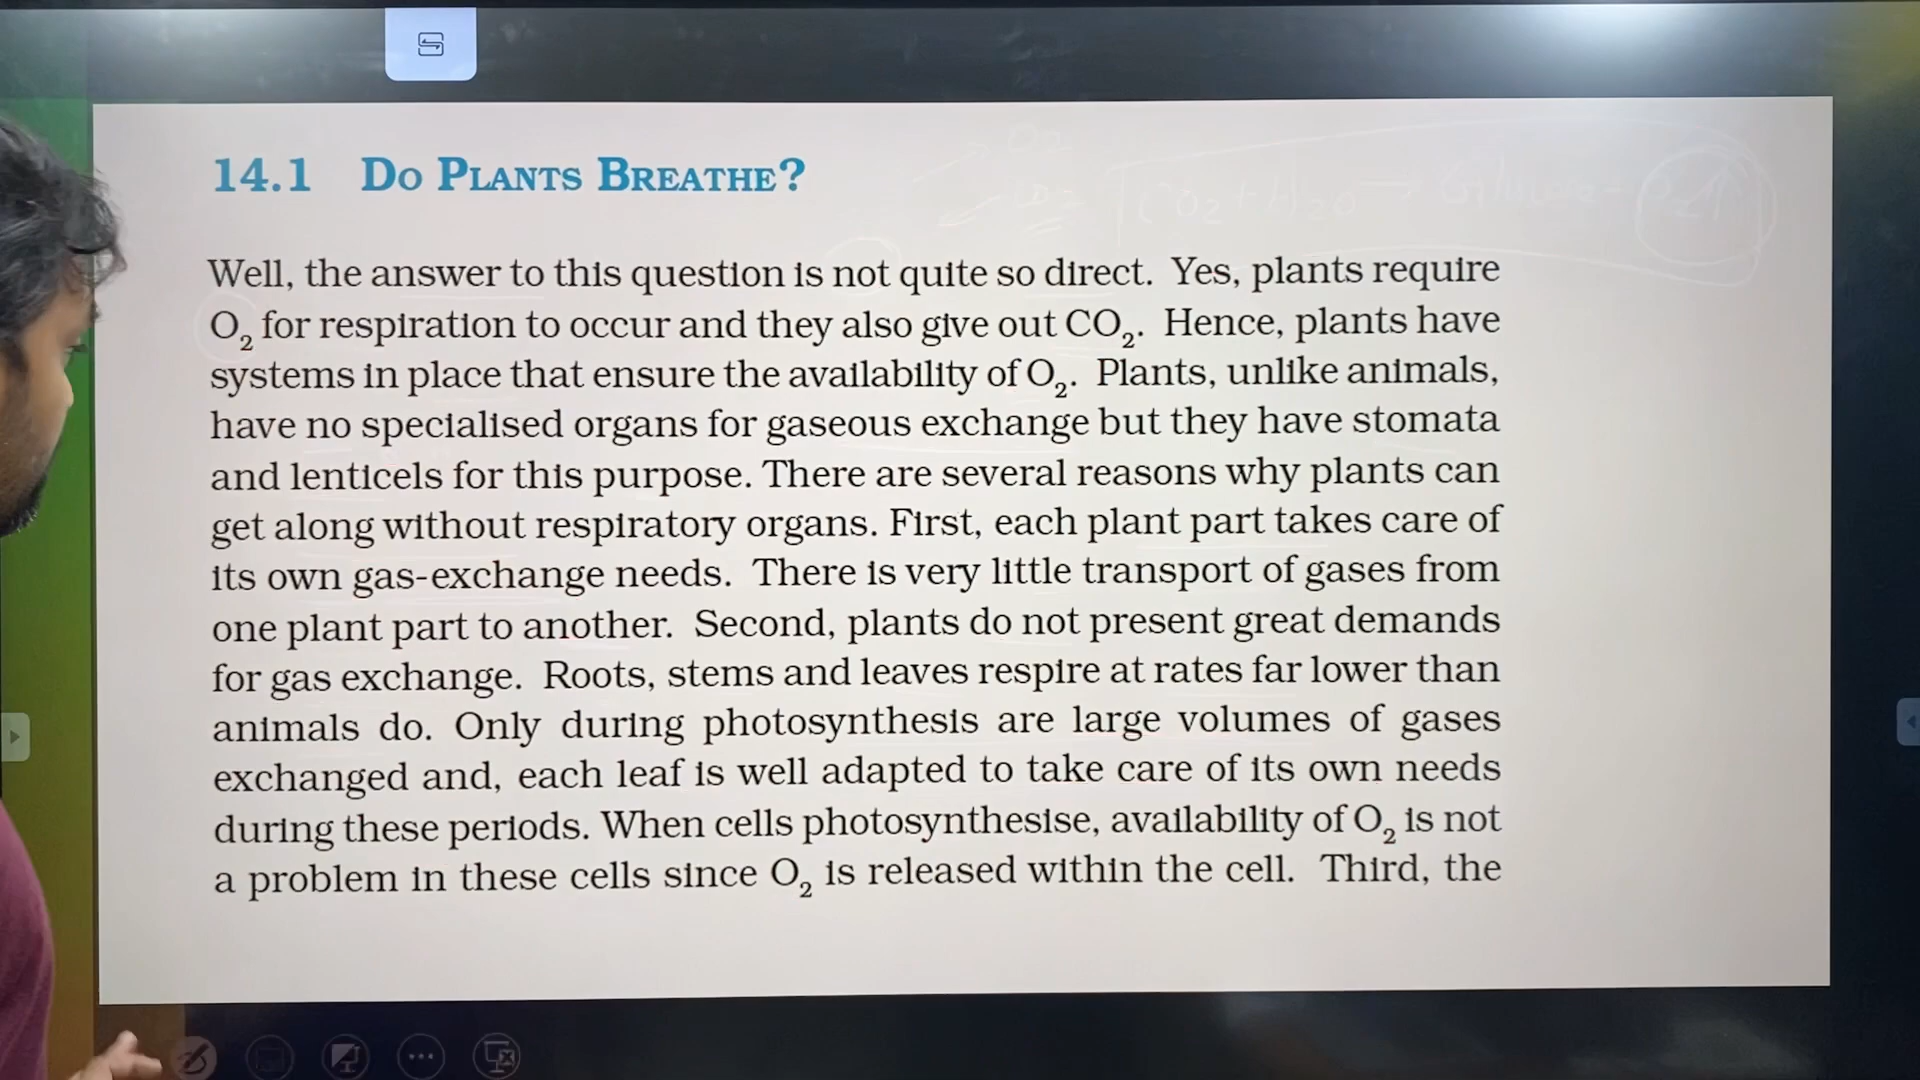 14.1 Do Plants Breathe?
Well, the answer to this question is not quite so direct. Yes, plants require
O₂ for respiration to occur and they also give out CO₂. Hence, plants have
systems in place that ensure the availability of O₂. Plants, unlike animals,
have no specialised organs for gaseous exchange but they have stomata
and lenticels for this purpose. There are several reasons why plants can
get along without respiratory organs. First, each plant part takes care of
its own gas-exchange needs. There is very little transport of gases from
one plant part to another. Second, plants do not present great demands
for gas exchange. Roots, stems and leaves respire at rates far lower than
animals do. Only during photosynthesis are large volumes of gases
exchanged and, each leaf is well adapted to take care of its own needs
during these periods. When cells photosynthesise, availability of O₂ is not
a problem in these cells since O₂ is released within the cell. Third, the